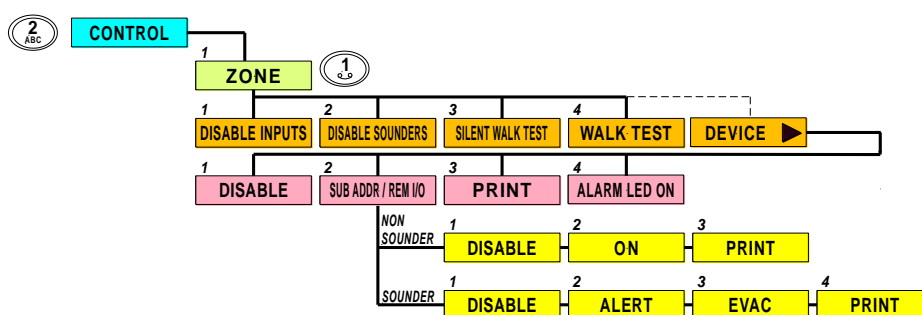 2
ABC
CONTROL
1
ZONE
1
1 2 3 4
DISABLE INPUTS DISABLE SOUNDERS SILENT WALK TEST WALK TEST DEVICE
1 2 3 4
DISABLE SUB ADDR / REM I/O PRINT ALARM LED ON
NON
SOUNDER
1 2 3
DISABLE ON PRINT
SOUNDER
1 2 3 4
DISABLE ALERT EVAC PRINT